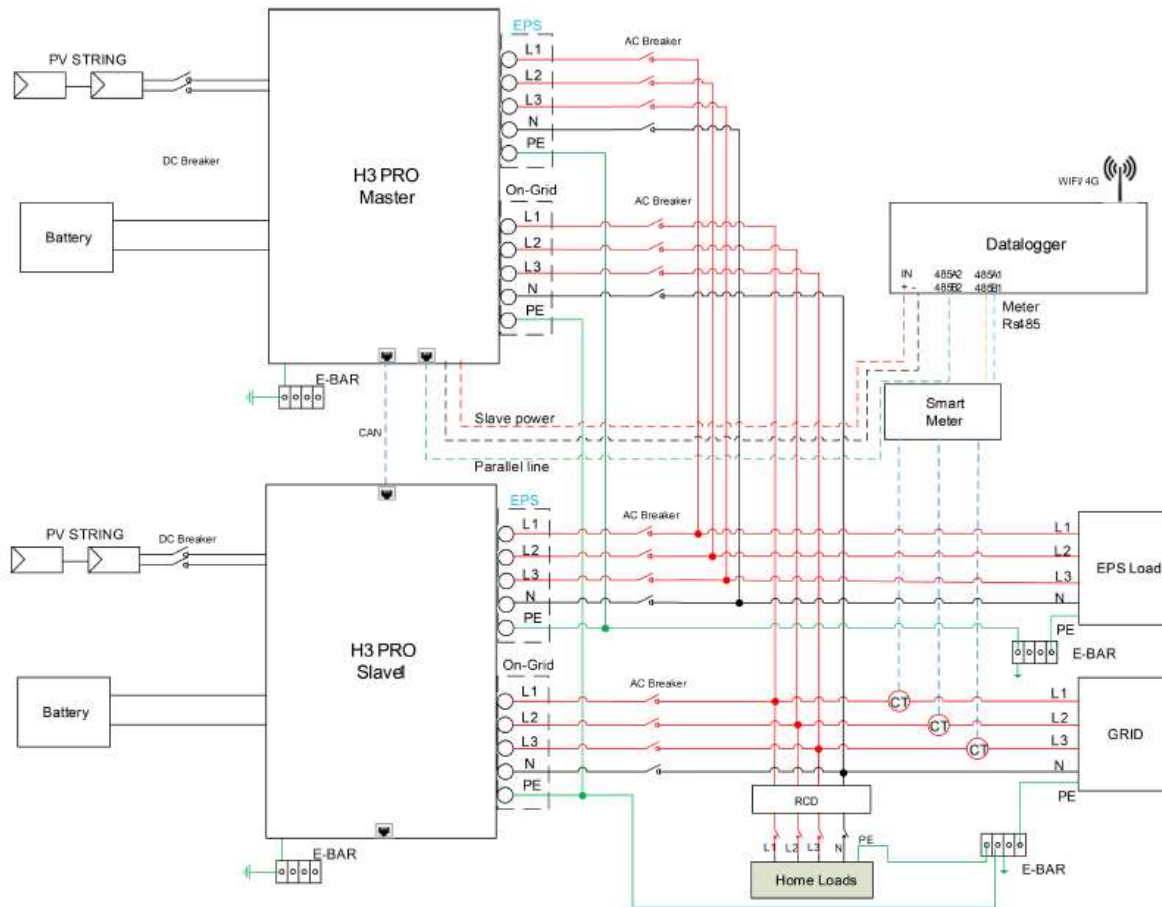 EPS
PV STRING
L1
AC Breaker
L2
L3
N
PE
DC Breaker
H3 PRO
Master
WIFI/ 4G
On-Grid
L1
AC Breaker
Battery
L2
Datalogger
L3
IN
485A2
485A1
+ -
485B2
485B1
N
Meter
Rs485
PE
E-BAR
Smart
Meter
Slave power
CAN
Parallel line
EPS
PV STRING
DC Breaker
L1
AC Breaker
L1
L2
L2
L3
L3
EPS Load
N
N
PE
PE
H3 PRO
Slave1
E-BAR
On-Grid
L1
AC Breaker
CT
L1
Battery
L2
CT
L2
GRID
L3
CT
L3
N
N
PE
PE
RCD
E-BAR
L1
L2
L3
N
PE
E-BAR
Home Loads